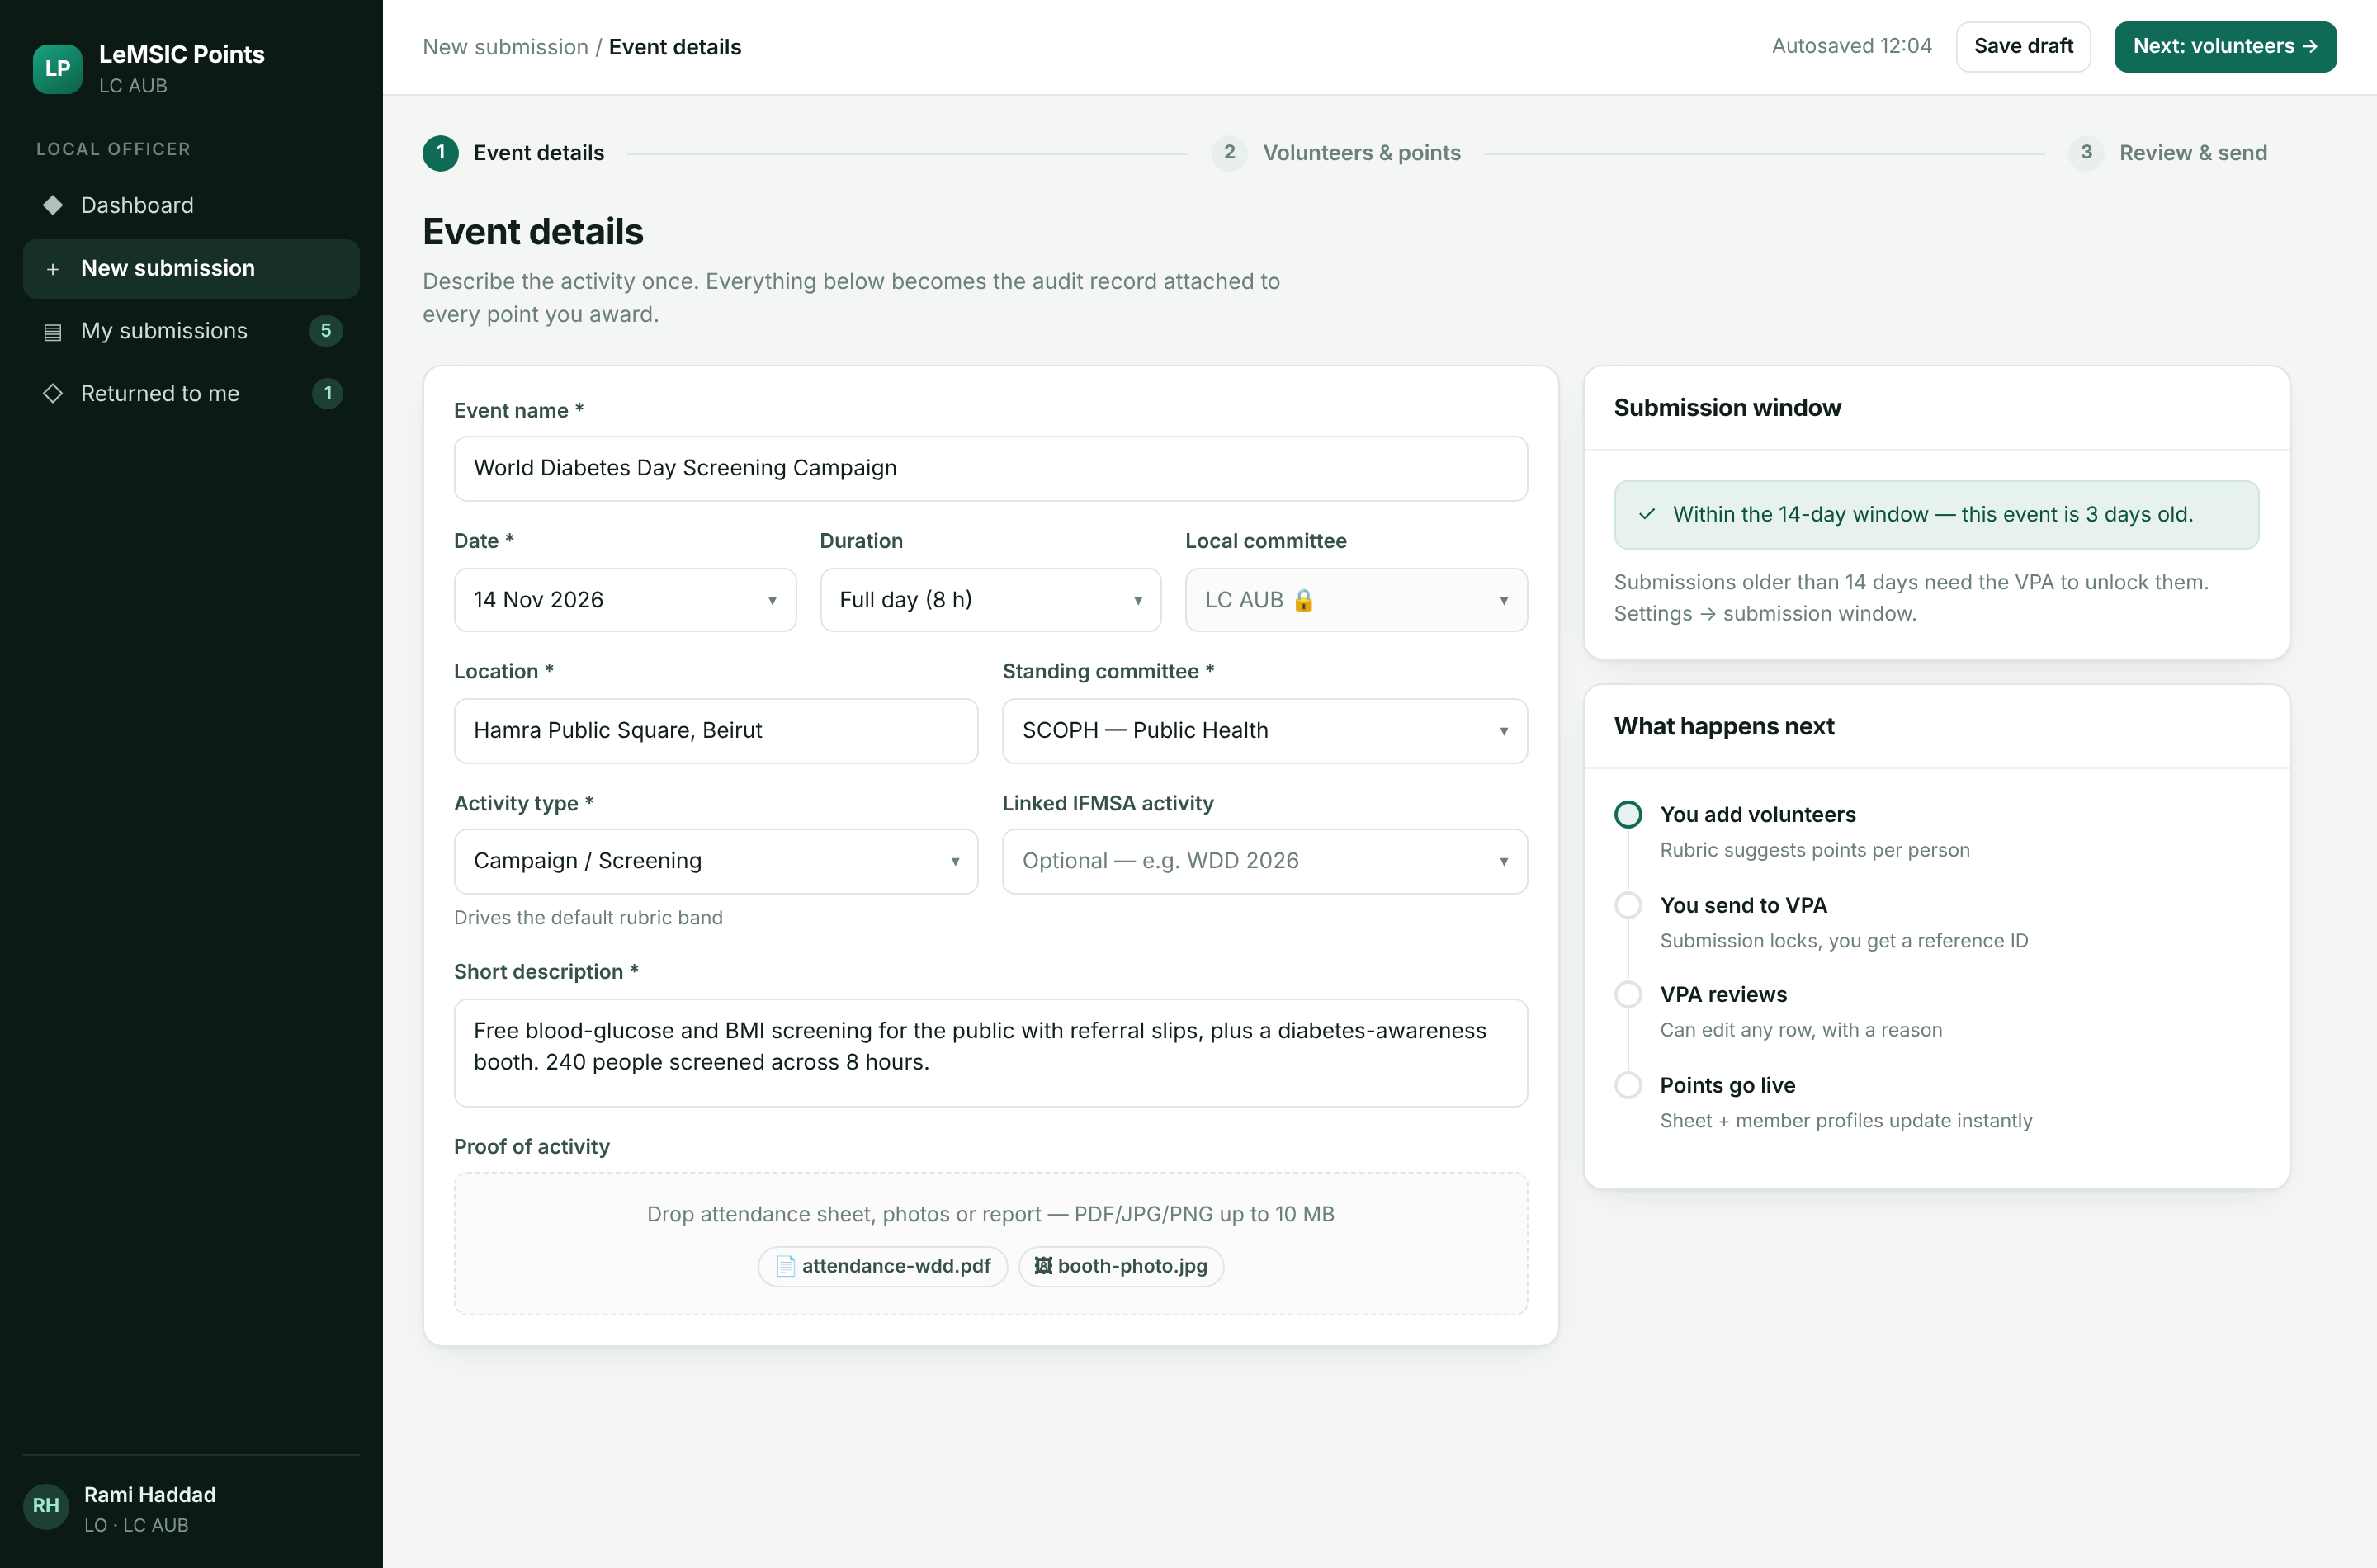 LP
LeMSIC Points
LC AUB
LOCAL OFFICER
Dashboard
+ New submission
My submissions 5
Returned to me 1
RH
Rami Haddad
LO · LC AUB
New submission / Event details
Autosaved 12:04
Save draft
Next: volunteers →
1 Event details
2 Volunteers & points
3 Review & send
Event details
Describe the activity once. Everything below becomes the audit record attached to
every point you award.
Event name *
World Diabetes Day Screening Campaign
Date * Duration Local committee
14 Nov 2026 ▾ Full day (8 h) ▾ LC AUB 🔒 ▾
Location * Standing committee *
Hamra Public Square, Beirut SCOPH — Public Health ▾
Activity type * Linked IFMSA activity
Campaign / Screening ▾ Optional — e.g. WDD 2026 ▾
Drives the default rubric band
Short description *
Free blood-glucose and BMI screening for the public with referral slips, plus a diabetes-awareness
booth. 240 people screened across 8 hours.
Proof of activity
Drop attendance sheet, photos or report — PDF/JPG/PNG up to 10 MB
📄 attendance-wdd.pdf 🖼 booth-photo.jpg
Submission window
✓ Within the 14-day window — this event is 3 days old.
Submissions older than 14 days need the VPA to unlock them.
Settings → submission window.
What happens next
You add volunteers
Rubric suggests points per person
You send to VPA
Submission locks, you get a reference ID
VPA reviews
Can edit any row, with a reason
Points go live
Sheet + member profiles update instantly